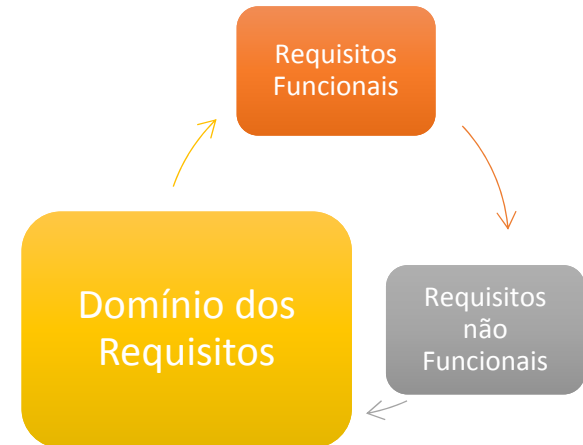 Requisitos
Funcionais
Domínio dos
Requisitos
Requisitos
não
Funcionais